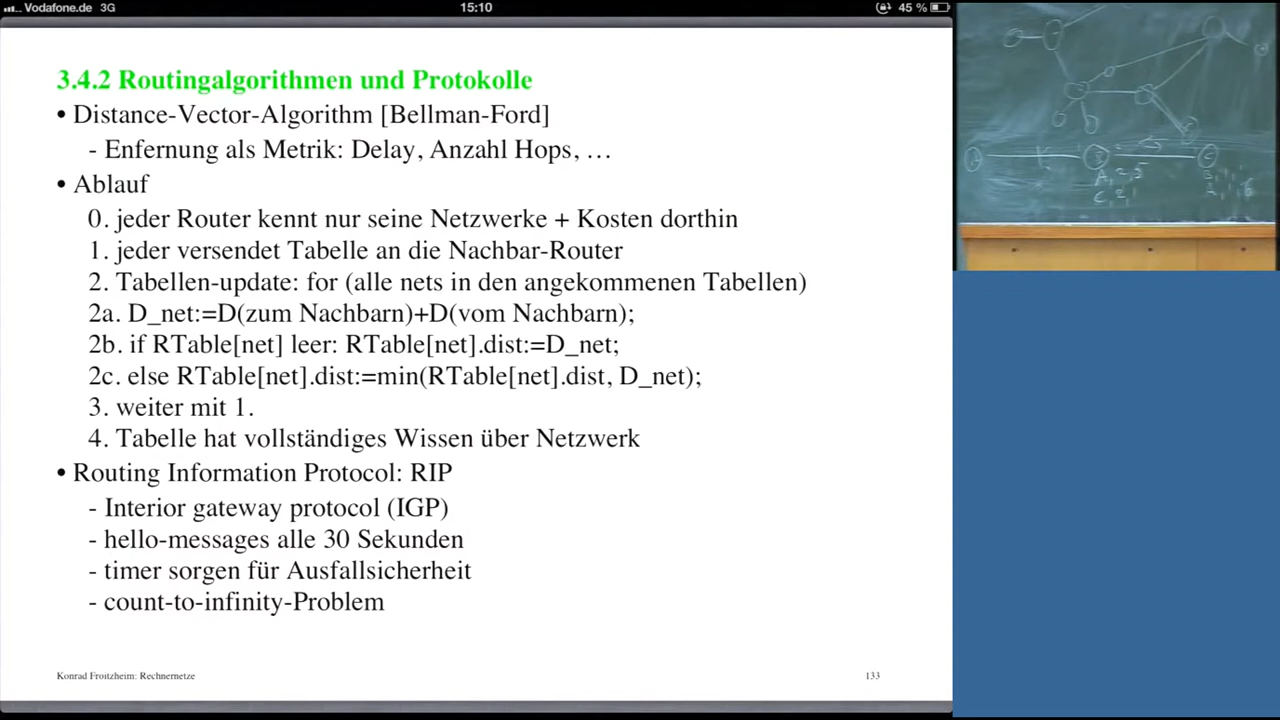 Vodafone.de 3G 15:10 45 %
3.4.2 Routingalgorithmen und Protokolle
• Distance-Vector-Algorithm [Bellman-Ford]
- Enfernung als Metrik: Delay, Anzahl Hops, …
• Ablauf
0. jeder Router kennt nur seine Netzwerke + Kosten dorthin
1. jeder versendet Tabelle an die Nachbar-Router
2. Tabellen-update: for (alle nets in den angekommenen Tabellen)
2a. D_net:=D(zum Nachbarn)+D(vom Nachbarn);
2b. if RTable[net] leer: RTable[net].dist:=D_net;
2c. else RTable[net].dist:=min(RTable[net].dist, D_net);
3. weiter mit 1.
4. Tabelle hat vollständiges Wissen über Netzwerk
• Routing Information Protocol: RIP
- Interior gateway protocol (IGP)
- hello-messages alle 30 Sekunden
- timer sorgen für Ausfallsicherheit
- count-to-infinity-Problem
Konrad Froitzheim: Rechnernetze
133